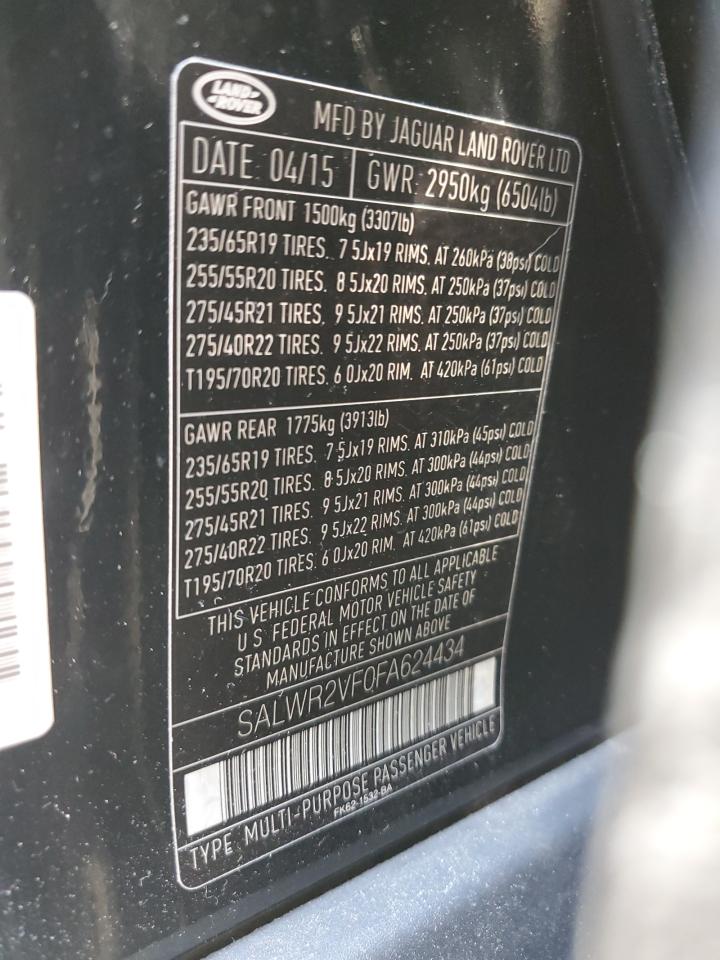 LAND-
-ROVER
MFD BY JAGUAR LAND ROVER LTD
DATE: 04/15 GWR: 2950kg (6504lb)
GAWR FRONT 1500kg (3307lb)
235/65R19 TIRES. 7.5Jx19 RIMS. AT 260kPa (38psi) COLD
255/55R20 TIRES. 8.5Jx20 RIMS. AT 250kPa (37psi) COLD
275/45R21 TIRES. 9.5Jx21 RIMS. AT 250kPa (37psi) COLD
275/40R22 TIRES. 9.5Jx22 RIMS. AT 250kPa (37psi) COLD
T195/70R20 TIRES. 6.0Jx20 RIM. AT 420kPa (61psi) COLD
GAWR REAR 1775kg (3913lb)
235/65R19 TIRES. 7.5Jx19 RIMS. AT 310kPa (45psi) COLD
255/55R20 TIRES. 8.5Jx20 RIMS. AT 300kPa (44psi) COLD
275/45R21 TIRES. 9.5Jx21 RIMS. AT 300kPa (44psi) COLD
275/40R22 TIRES. 9.5Jx22 RIMS. AT 300kPa (44psi) COLD
T195/70R20 TIRES. 6.0Jx20 RIM. AT 420kPa (61psi) COLD
THIS VEHICLE CONFORMS TO ALL APPLICABLE
U.S. FEDERAL MOTOR VEHICLE SAFETY
STANDARDS IN EFFECT ON THE DATE OF
MANUFACTURE SHOWN ABOVE
SALWR2VF0FA624434
TYPE MULTI-PURPOSE PASSENGER VEHICLE
FK62-1532-BA